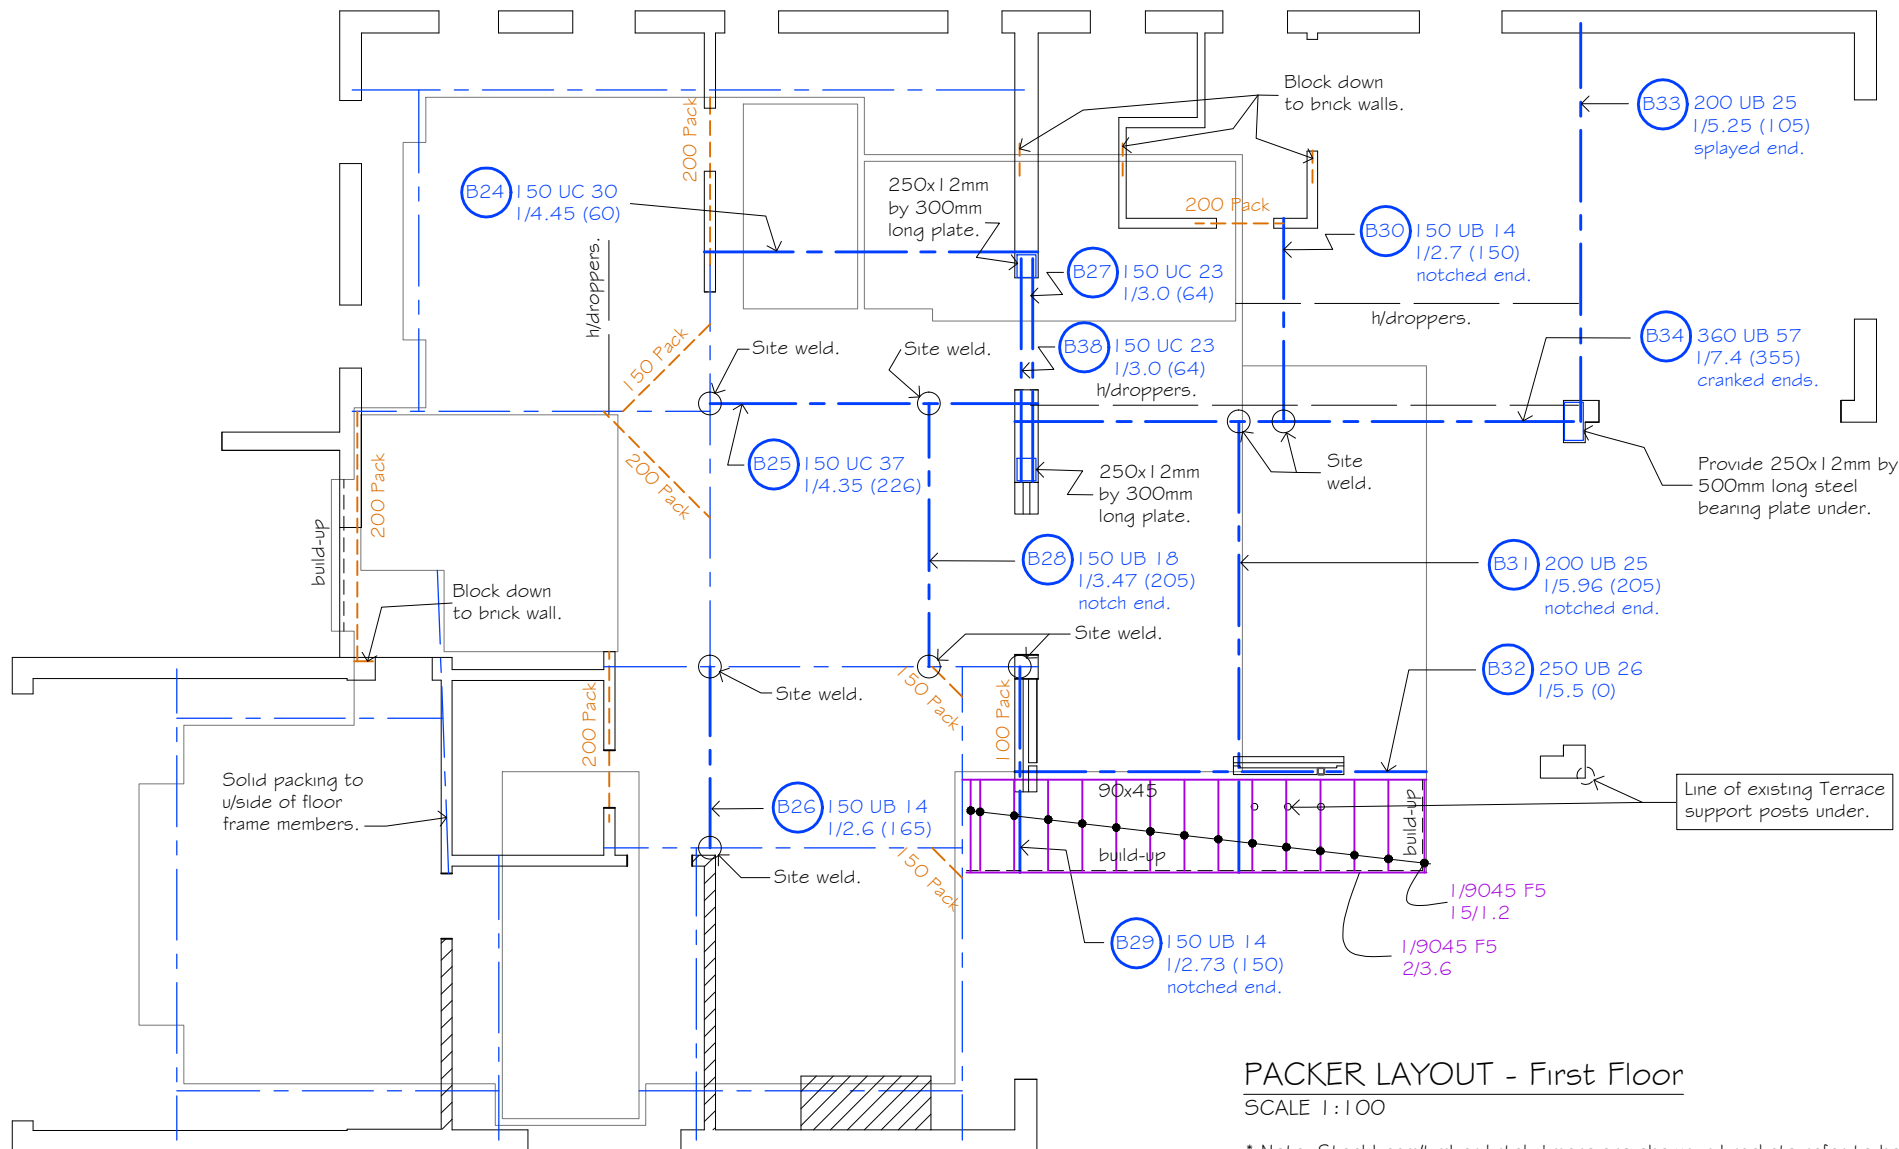 Block down
to brick walls.
B33 200 UB 25
1/5.25 (105)
splayed end.
200 Pack
B24 150 UC 30
1/4.45 (60)
250x12mm
by 300mm
long plate.
200 Pack
B30 150 UB 14
1/2.7 (150)
notched end.
h/droppers.
B27 150 UC 23
1/3.0 (64)
h/droppers.
B34 360 UB 57
1/7.4 (355)
cranked ends.
150 Pack
Site weld.
Site weld.
B38 150 UC 23
1/3.0 (64)
h/droppers.
200 Pack
200 Pack
B25 150 UC 37
1/4.35 (226)
250x12mm
by 300mm
long plate.
Site
weld.
Provide 250x12mm by
500mm long steel
bearing plate under.
build-up
B28 150 UB 18
1/3.47 (205)
notch end.
B31 200 UB 25
1/5.96 (205)
notched end.
Block down
to brick wall.
Site weld.
B32 250 UB 26
1/5.5 (0)
Site weld.
150 Pack
100 Pack
200 Pack
Solid packing to
u/side of floor
frame members.
B26 150 UB 14
1/2.6 (165)
90x45
build-up
build-up
Line of existing Terrace
support posts under.
150 Pack
Site weld.
1/9045 F5
15/1.2
B29 150 UB 14
1/2.73 (150)
notched end.
1/9045 F5
2/3.6
PACKER LAYOUT - First Floor
SCALE 1:100